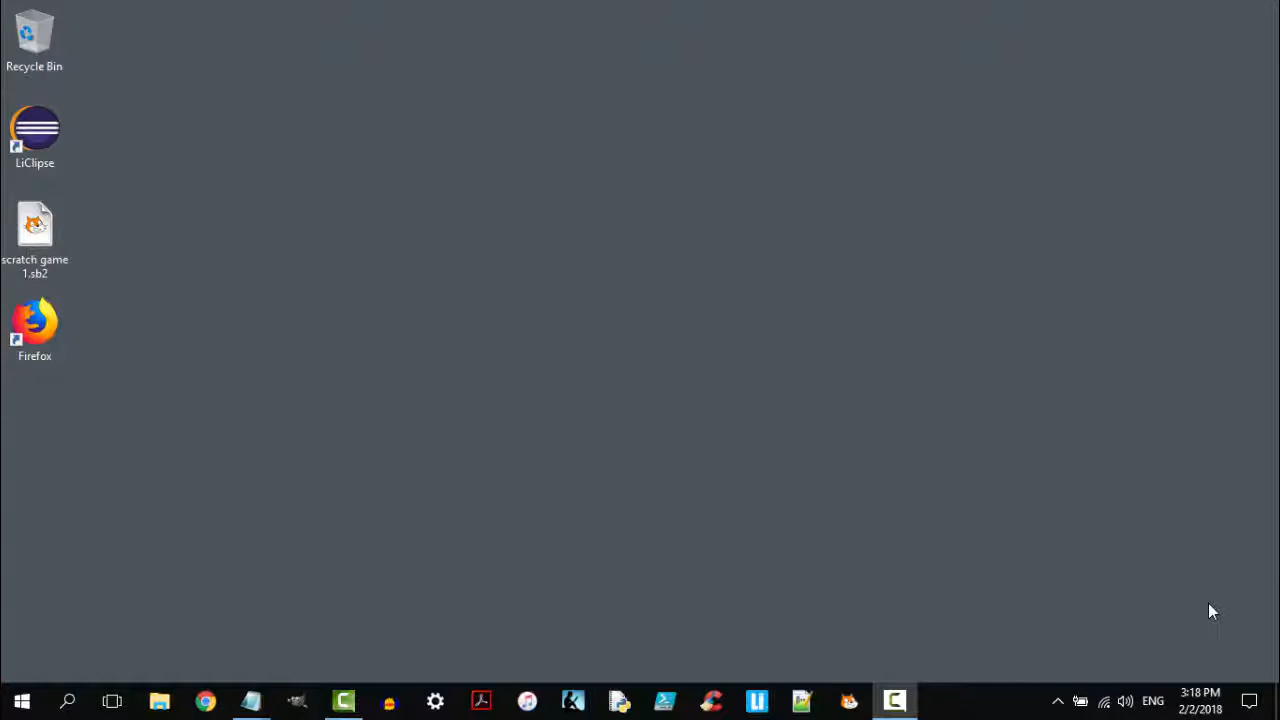 Recycle Bin
LiClipse
scratch game
1.sb2
Firefox
ENG
3:18 PM
2/2/2018